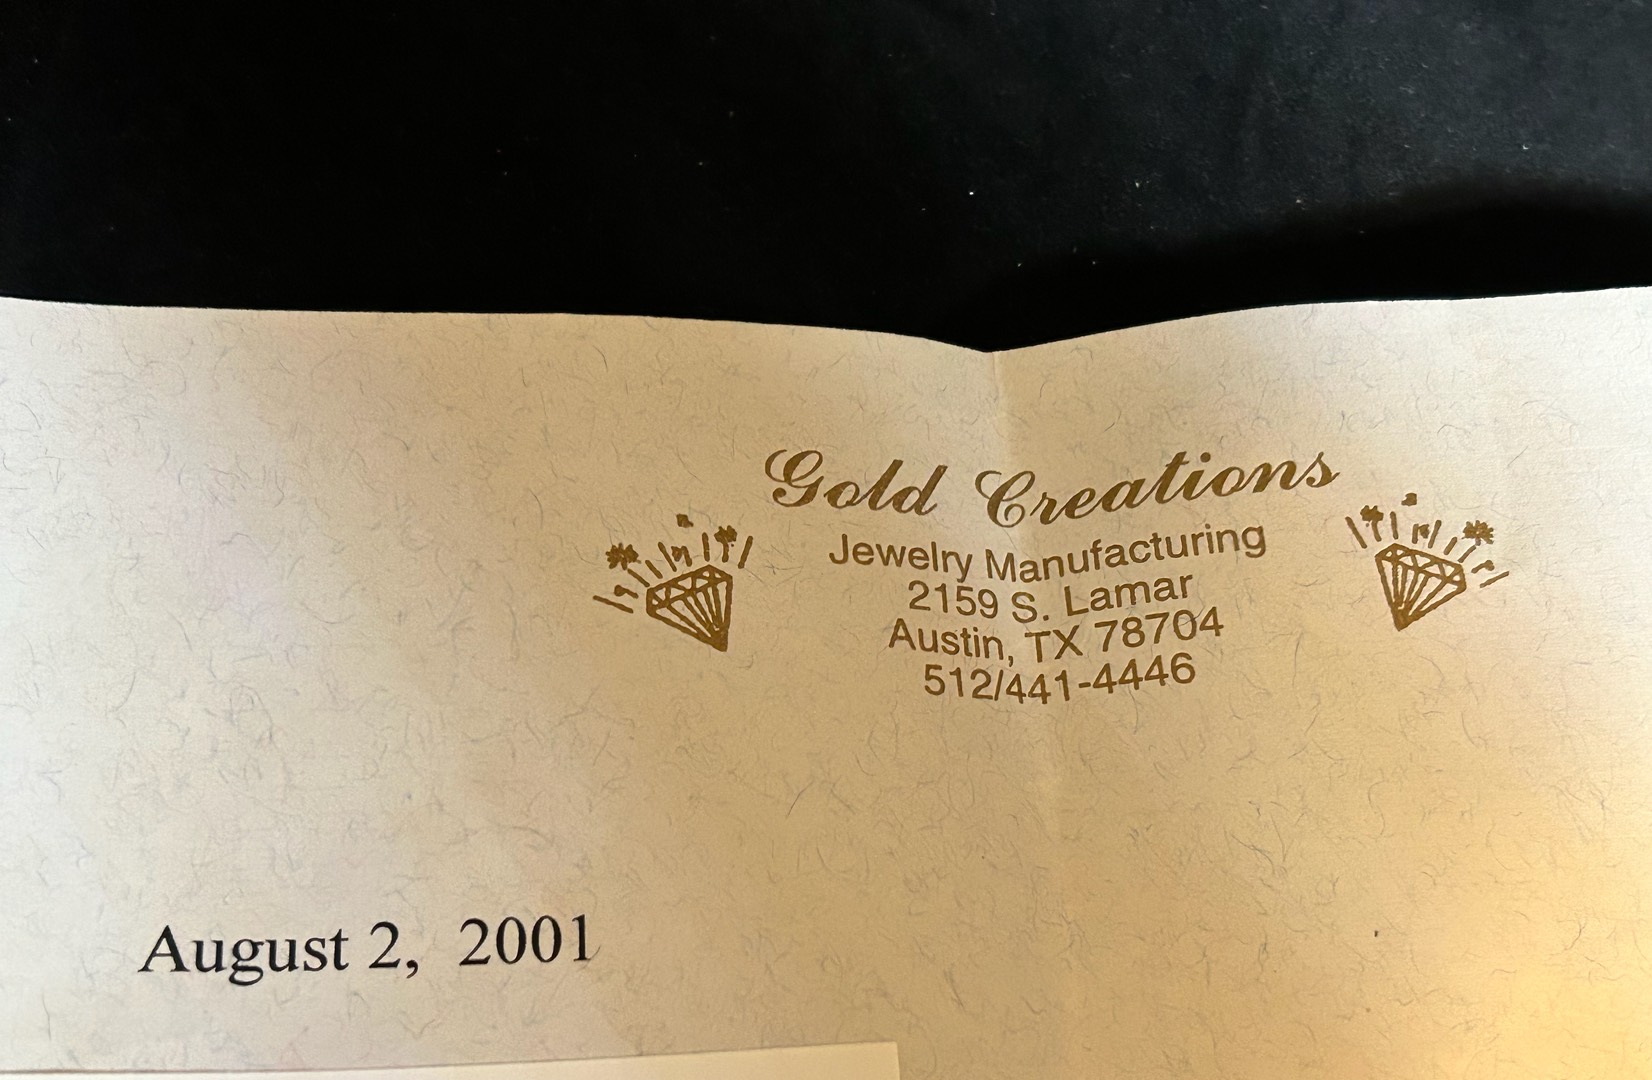 Gold Creations
Jewelry Manufacturing
2159 S. Lamar
Austin, TX 78704
512/441-4446
August 2, 2001